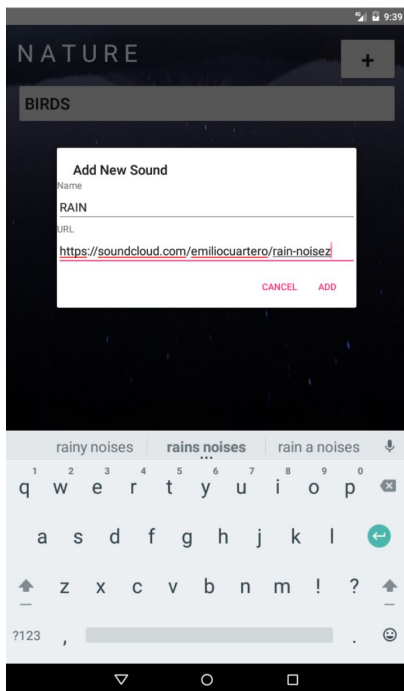 4G 9:39
NATURE +
BIRDS
Add New Sound
Name
RAIN
URL
https://soundcloud.com/emiliocuartero/rain-noisez
CANCEL ADD
rainy noises rains noises rain a noises
1 2 3 4 5 6 7 8 9 0
q w e r t y u i o p
a s d f g h j k l
z x c v b n m ! ?
?123 , .